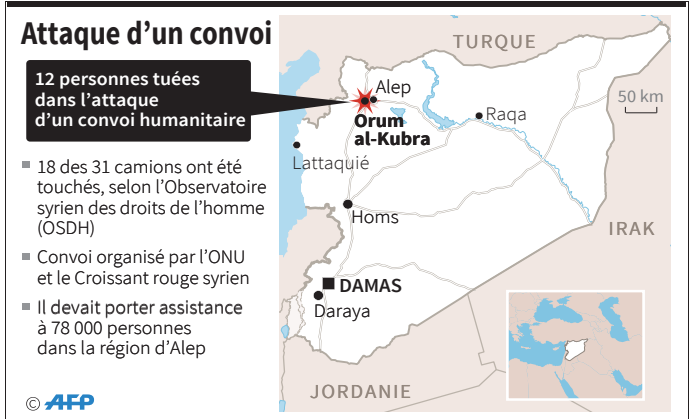 Attaque d'un convoi
12 personnes tuées
dans l'attaque
d'un convoi humanitaire
18 des 31 camions ont été
touchés, selon l'Observatoire
syrien des droits de l'homme
(OSDH)
Convoi organisé par l'ONU
et le Croissant rouge syrien
Il devait porter assistance
à 78 000 personnes
dans la région d'Alep
© AFP
TURQUE
Alep
50 km
Orum
al-Kubra
Raqa
Lattaquié
Homs
IRAK
DAMAS
Daraya
JORDANIE